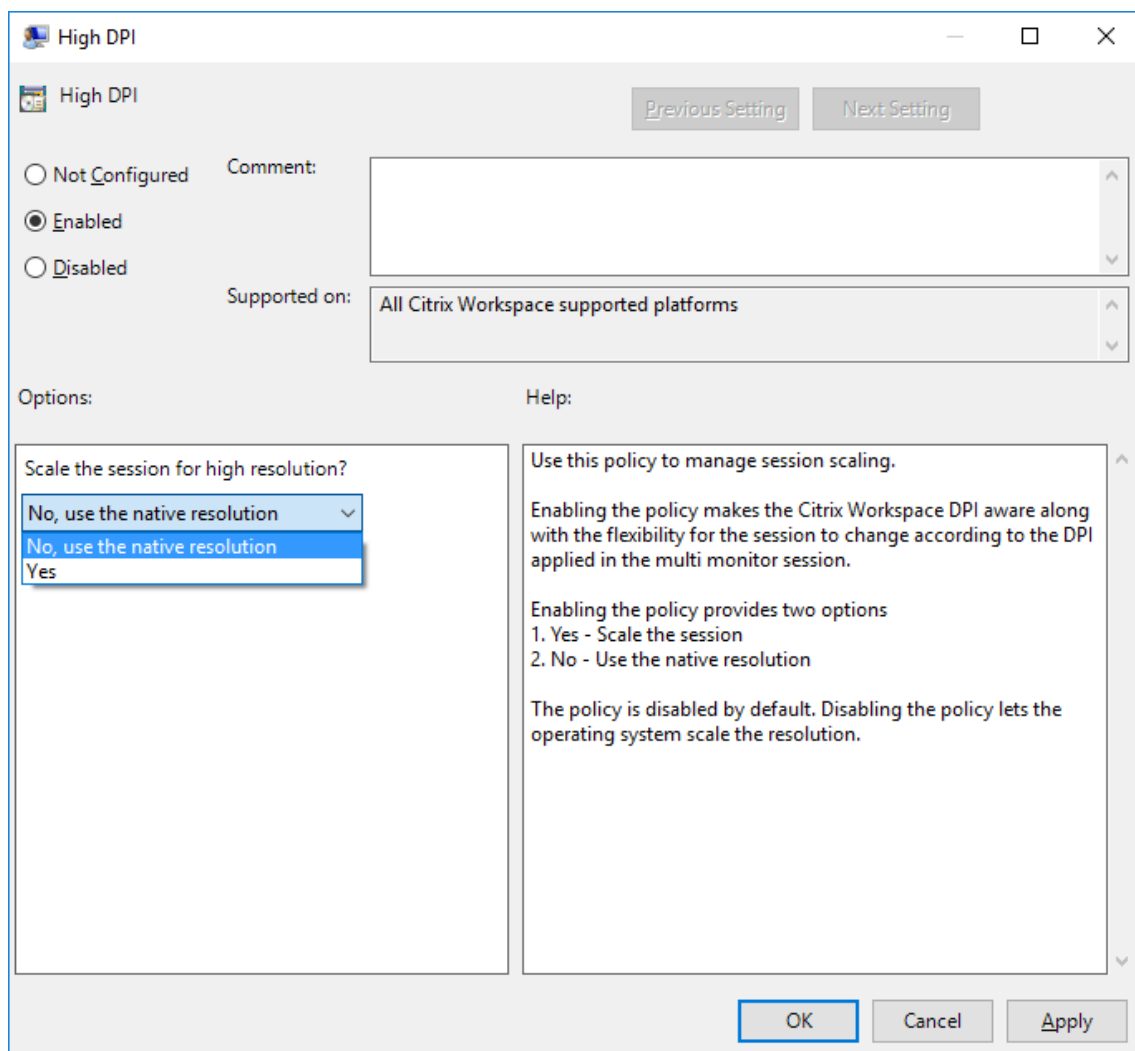 High DPI
High DPI
Previous Setting
Next Setting
Not Configured
Comment:
Enabled
Disabled
Supported on:
All Citrix Workspace supported platforms
Options:
Help:
Scale the session for high resolution?
No, use the native resolution
No, use the native resolution
Yes
Use this policy to manage session scaling.
Enabling the policy makes the Citrix Workspace DPI aware along
with the flexibility for the session to change according to the DPI
applied in the multi monitor session.
Enabling the policy provides two options
1. Yes - Scale the session
2. No - Use the native resolution
The policy is disabled by default. Disabling the policy lets the
operating system scale the resolution.
OK
Cancel
Apply